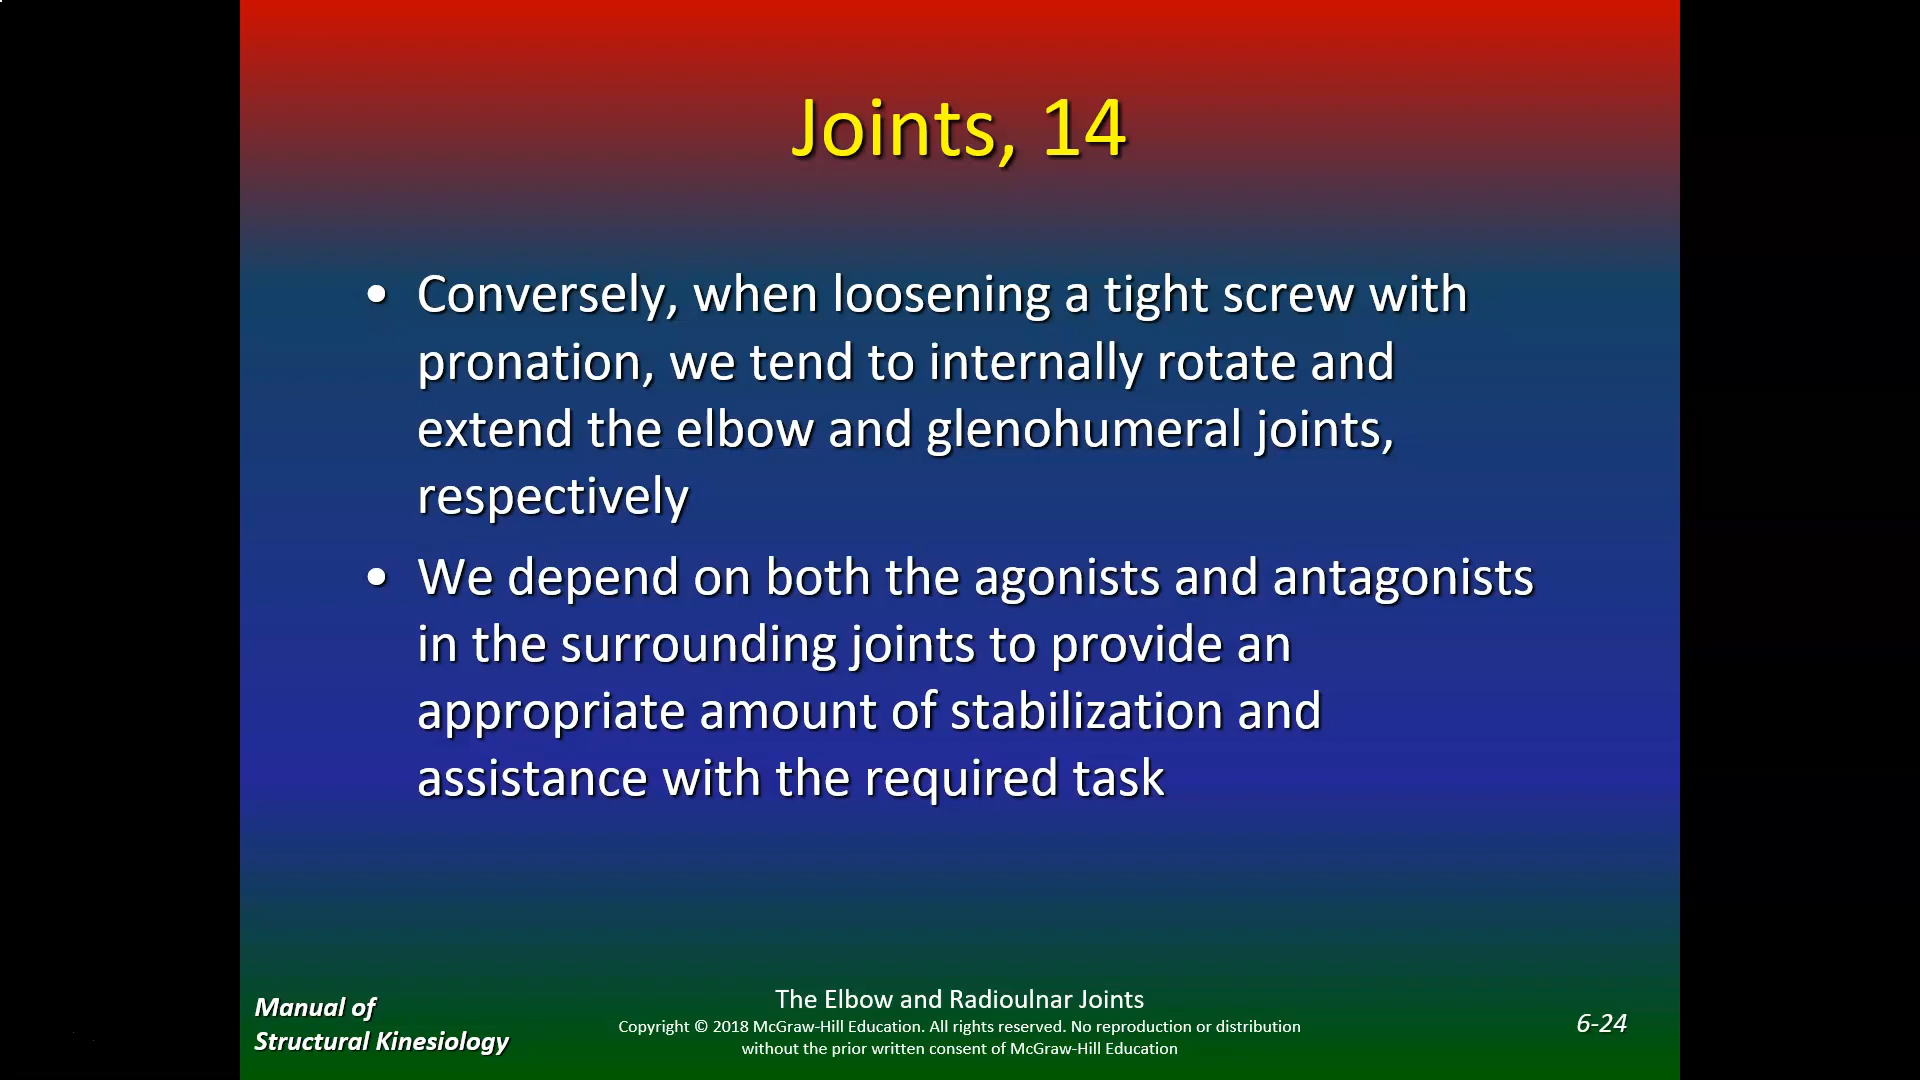 Joints, 14
• Conversely, when loosening a tight screw with
pronation, we tend to internally rotate and
extend the elbow and glenohumeral joints,
respectively
• We depend on both the agonists and antagonists
in the surrounding joints to provide an
appropriate amount of stabilization and
assistance with the required task
Manual of
Structural Kinesiology
The Elbow and Radioulnar Joints
Copyright © 2018 McGraw-Hill Education. All rights reserved. No reproduction or distribution
without the prior written consent of McGraw-Hill Education
6-24